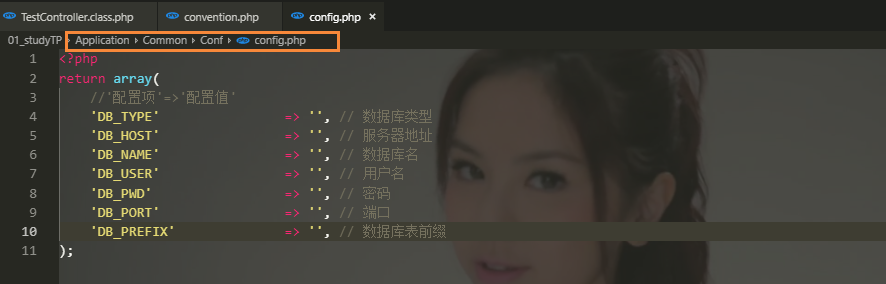 TestController.class.php convention.php config.php ×
01_studyTP › Application › Common › Conf › config.php
1 <?php
2 return array(
3 //'配置项'=>'配置值'
4 'DB_TYPE' => '', // 数据库类型
5 'DB_HOST' => '', // 服务器地址
6 'DB_NAME' => '', // 数据库名
7 'DB_USER' => '', // 用户名
8 'DB_PWD' => '', // 密码
9 'DB_PORT' => '', // 端口
10 'DB_PREFIX' => '', // 数据库表前缀
11 );